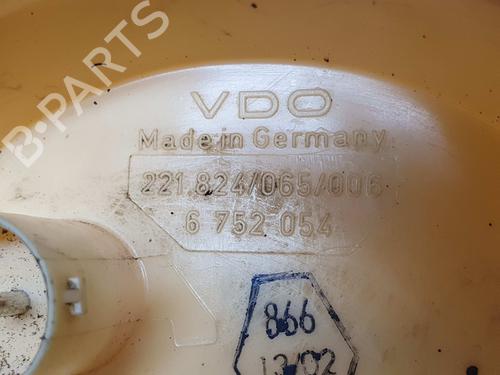 B-PARTS
VDO
Made in Germany
221.824/065/006
6 752 054
866
13/02